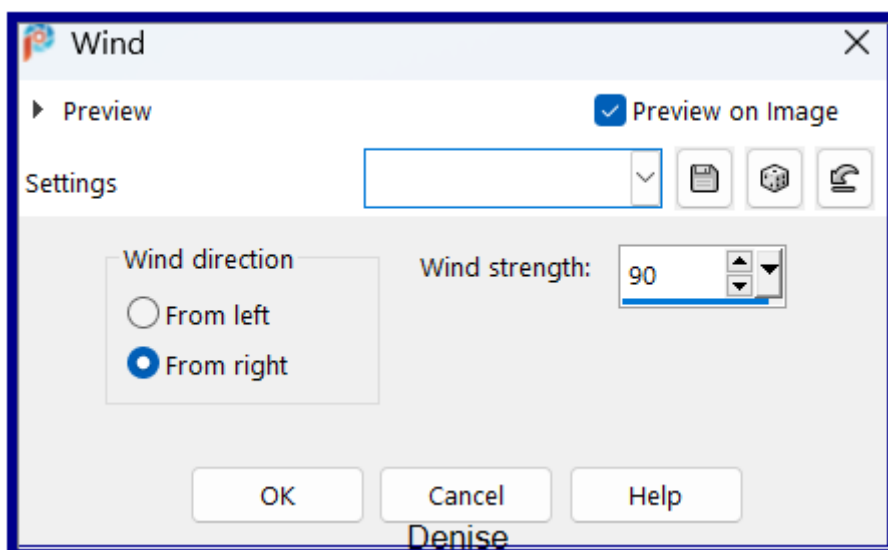 Wind
Preview
Preview on Image
Settings
Wind direction
Wind strength: 90
From left
From right
OK Cancel Help
Denise